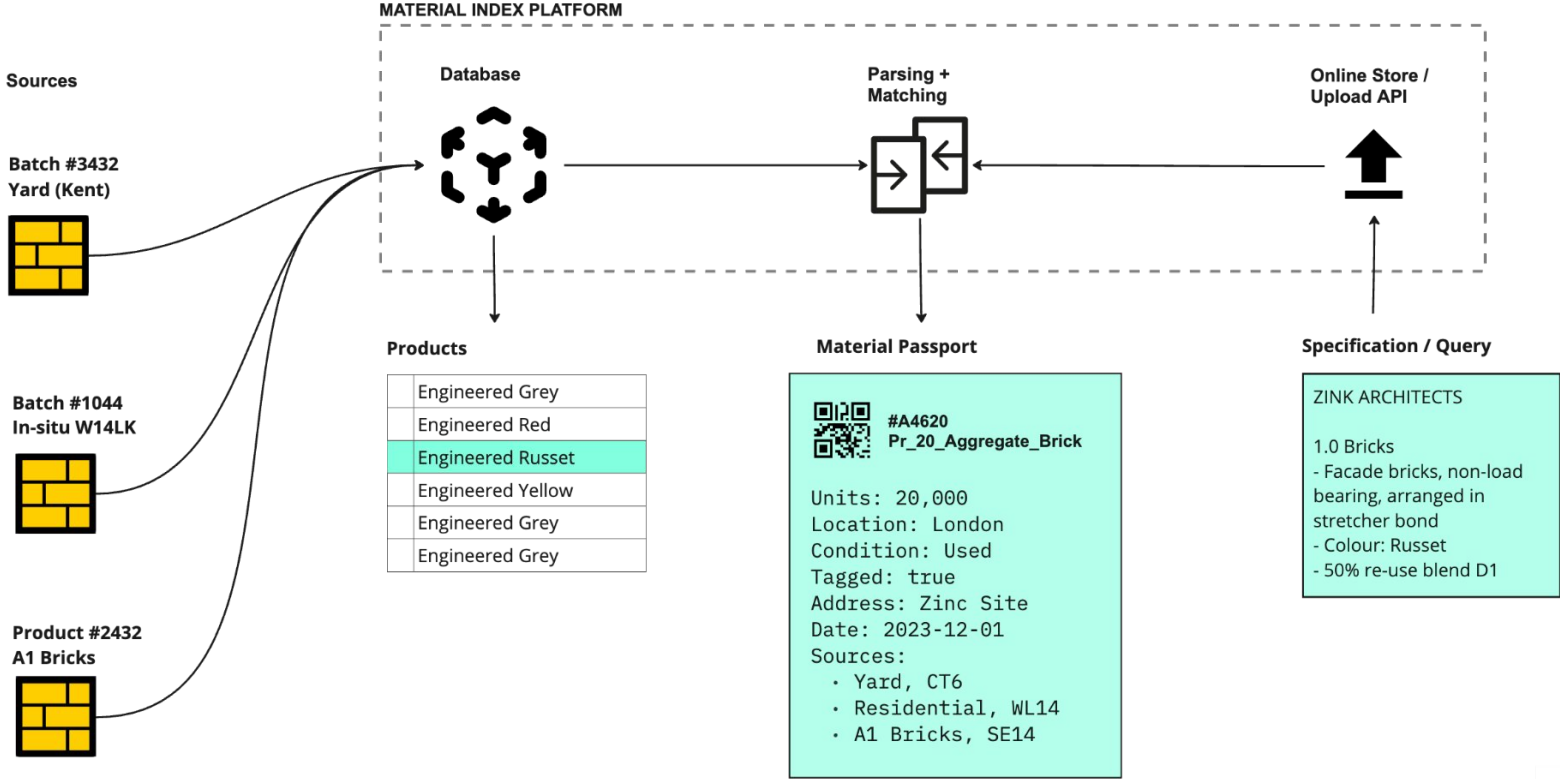 MATERIAL INDEX PLATFORM
Sources
Database
Parsing +
Matching
Online Store /
Upload API
Batch #3432
Yard (Kent)
Batch #1044
In-situ W14LK
Product #2432
A1 Bricks
Products
Engineered Grey
Engineered Red
Engineered Russet
Engineered Yellow
Engineered Grey
Engineered Grey
Material Passport
#A4620
Pr_20_Aggregate_Brick
Units: 20,000
Location: London
Condition: Used
Tagged: true
Address: Zinc Site
Date: 2023-12-01
Sources:
• Yard, CT6
• Residential, WL14
• A1 Bricks, SE14
Specification / Query
ZINK ARCHITECTS
1.0 Bricks
- Facade bricks, non-load
bearing, arranged in
stretcher bond
- Colour: Russet
- 50% re-use blend D1